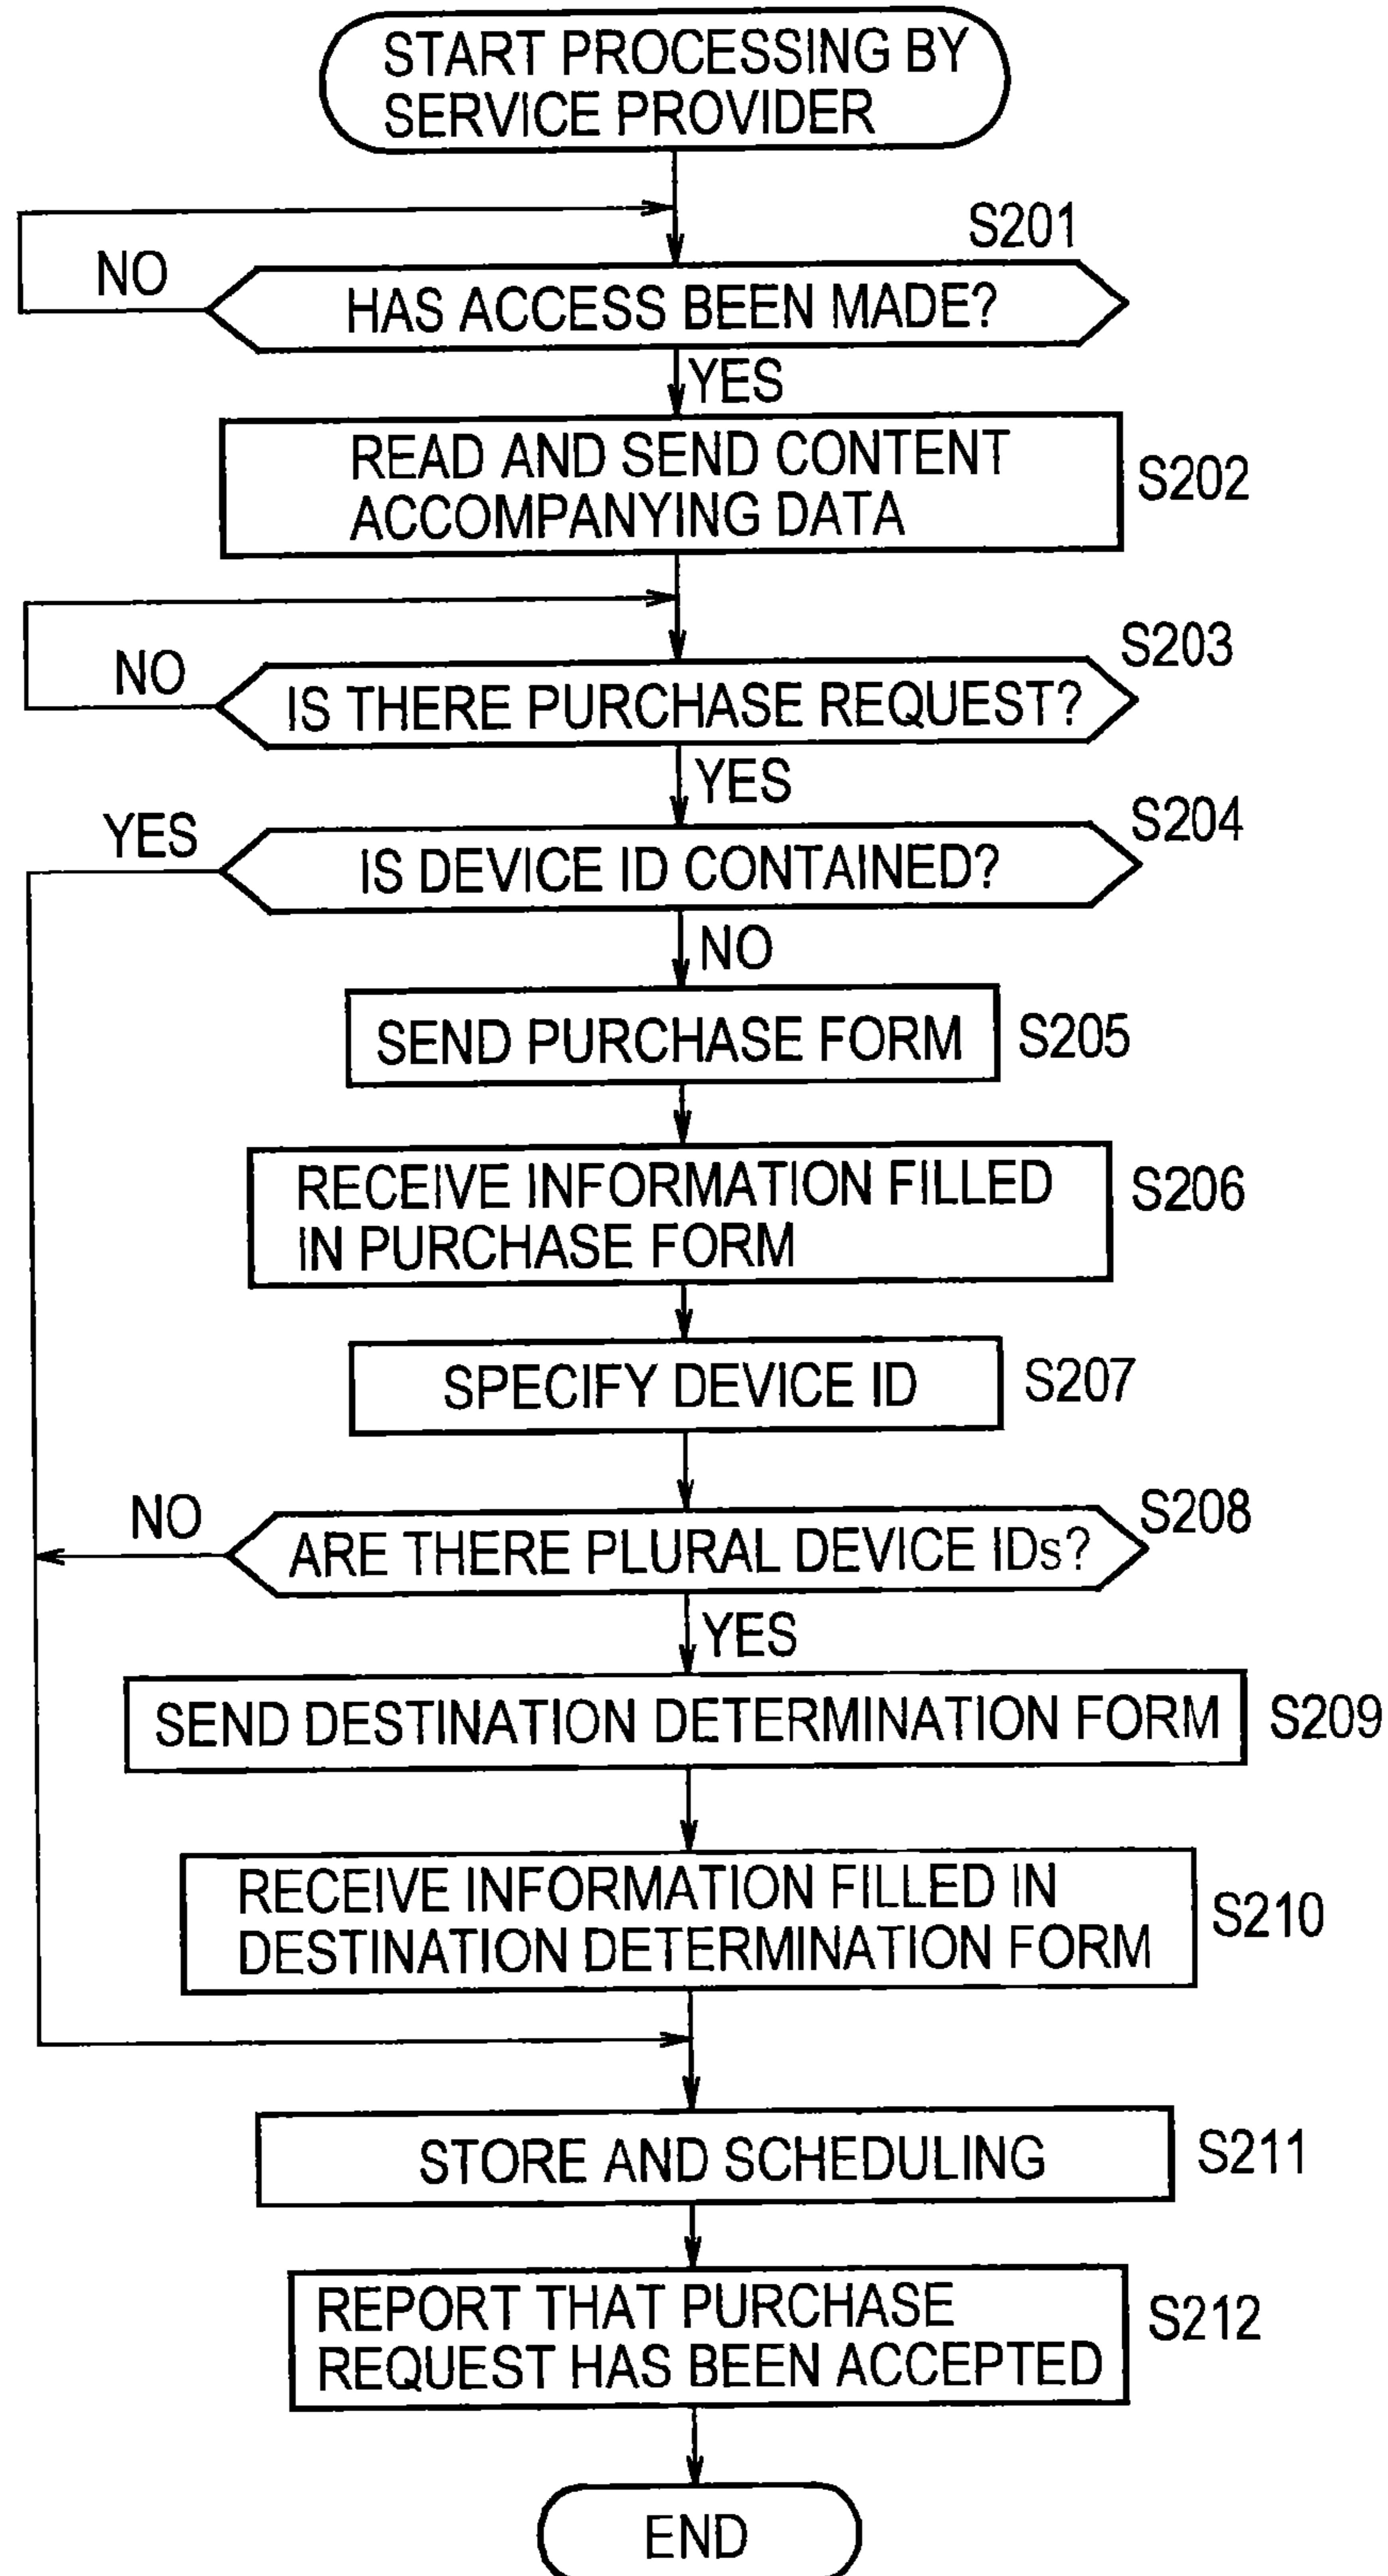 START PROCESSING BY
SERVICE PROVIDER
S201
NO
HAS ACCESS BEEN MADE?
YES
READ AND SEND CONTENT
ACCOMPANYING DATA
S202
S203
NO
IS THERE PURCHASE REQUEST?
YES
S204
YES
IS DEVICE ID CONTAINED?
NO
SEND PURCHASE FORM
S205
RECEIVE INFORMATION FILLED
IN PURCHASE FORM
S206
SPECIFY DEVICE ID
S207
S208
NO
ARE THERE PLURAL DEVICE IDs?
YES
SEND DESTINATION DETERMINATION FORM
S209
RECEIVE INFORMATION FILLED IN
DESTINATION DETERMINATION FORM
S210
STORE AND SCHEDULING
S211
REPORT THAT PURCHASE
REQUEST HAS BEEN ACCEPTED
S212
END